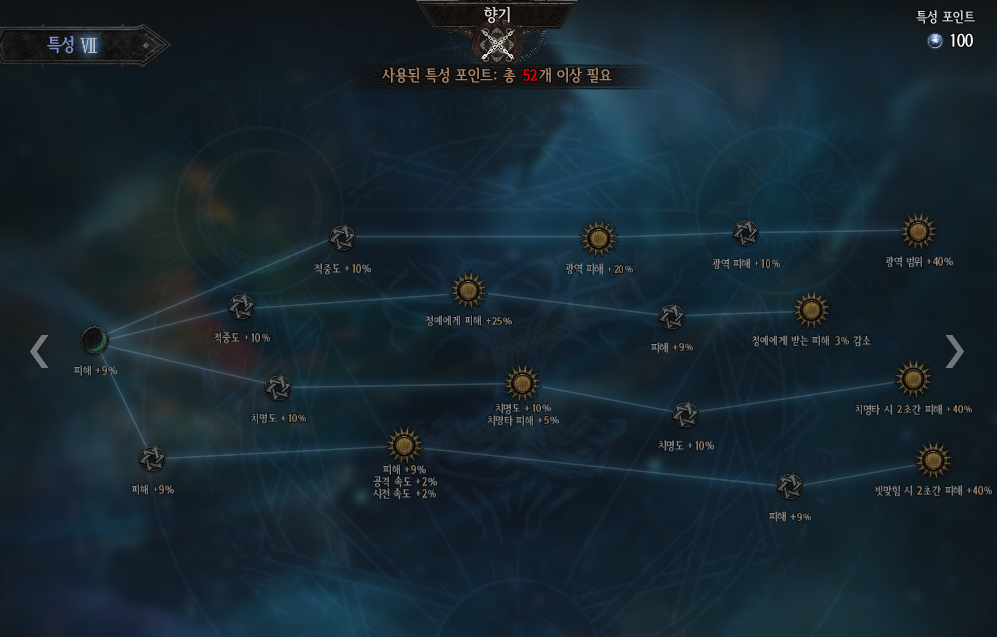 향기
특성 포인트
100
특성 Ⅶ
사용된 특성 포인트: 총 52개 이상 필요
적중도 +10%
광역 피해 +20%
광역 피해 +10%
광역 범위 +40%
적중도 +10%
정예에게 피해 +25%
피해 +9%
정예에게 받는 피해 3% 감소
피해 +9%
치명도 +10%
치명도 +10%
치명타 피해 +5%
치명도 +10%
치명타 시 2초간 피해 +40%
피해 +9%
피해 +9%
공격 속도 +2%
시전 속도 +2%
피해 +9%
빗맞힘 시 2초간 피해 +40%